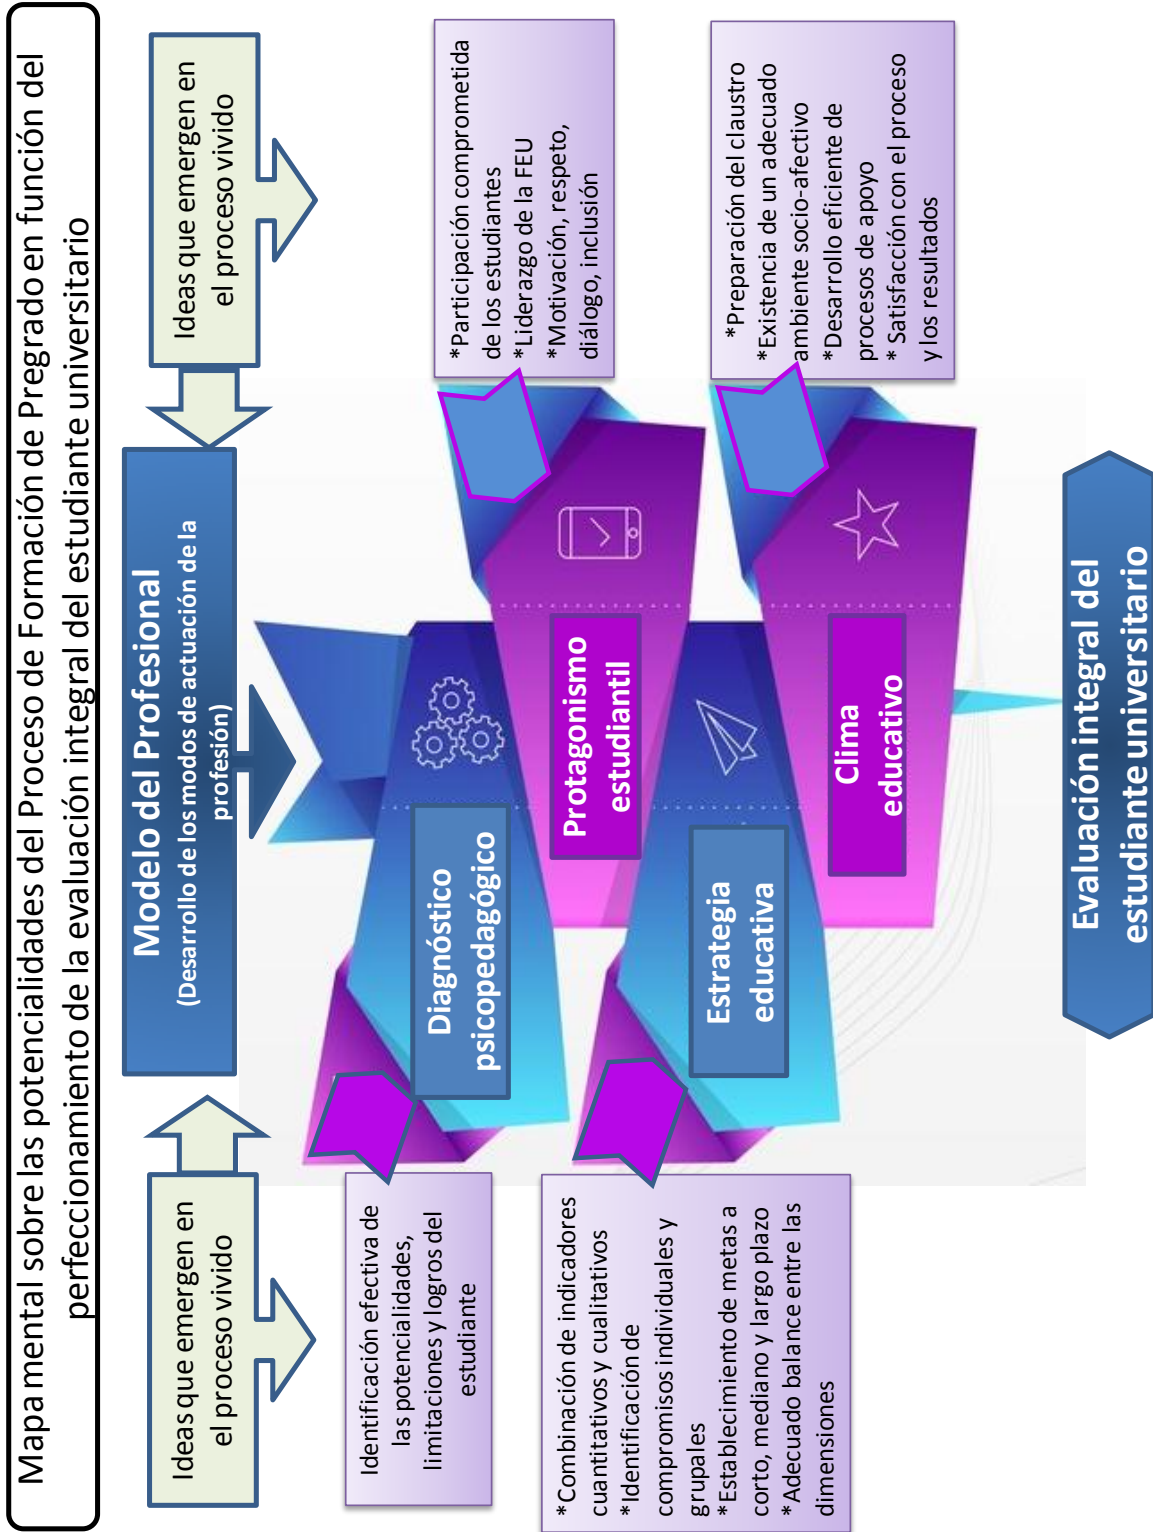 Mapa mental sobre las potencialidades del Proceso de Formación de Pregrado en función del
perfeccionamiento de la evaluación integral del estudiante universitario
Ideas que emergen en
el proceso vivido
Modelo del Profesional
(Desarrollo de los modos de actuación de la
profesión)
Ideas que emergen en
el proceso vivido
Identificación efectiva de
las potencialidades,
limitaciones y logros del
estudiante
Diagnóstico
psicopedagógico
Protagonismo
estudiantil
*Participación comprometida
de los estudiantes
*Liderazgo de la FEU
*Motivación, respeto,
diálogo, inclusión
*Combinación de indicadores
cuantitativos y cualitativos
*Identificación de
compromisos individuales y
grupales
*Establecimiento de metas a
corto, mediano y largo plazo
*Adecuado balance entre las
dimensiones
Estrategia
educativa
Clima
educativo
*Preparación del claustro
*Existencia de un adecuado
ambiente socio-afectivo
*Desarrollo eficiente de
procesos de apoyo
* Satisfacción con el proceso
y los resultados
Evaluación integral del
estudiante universitario